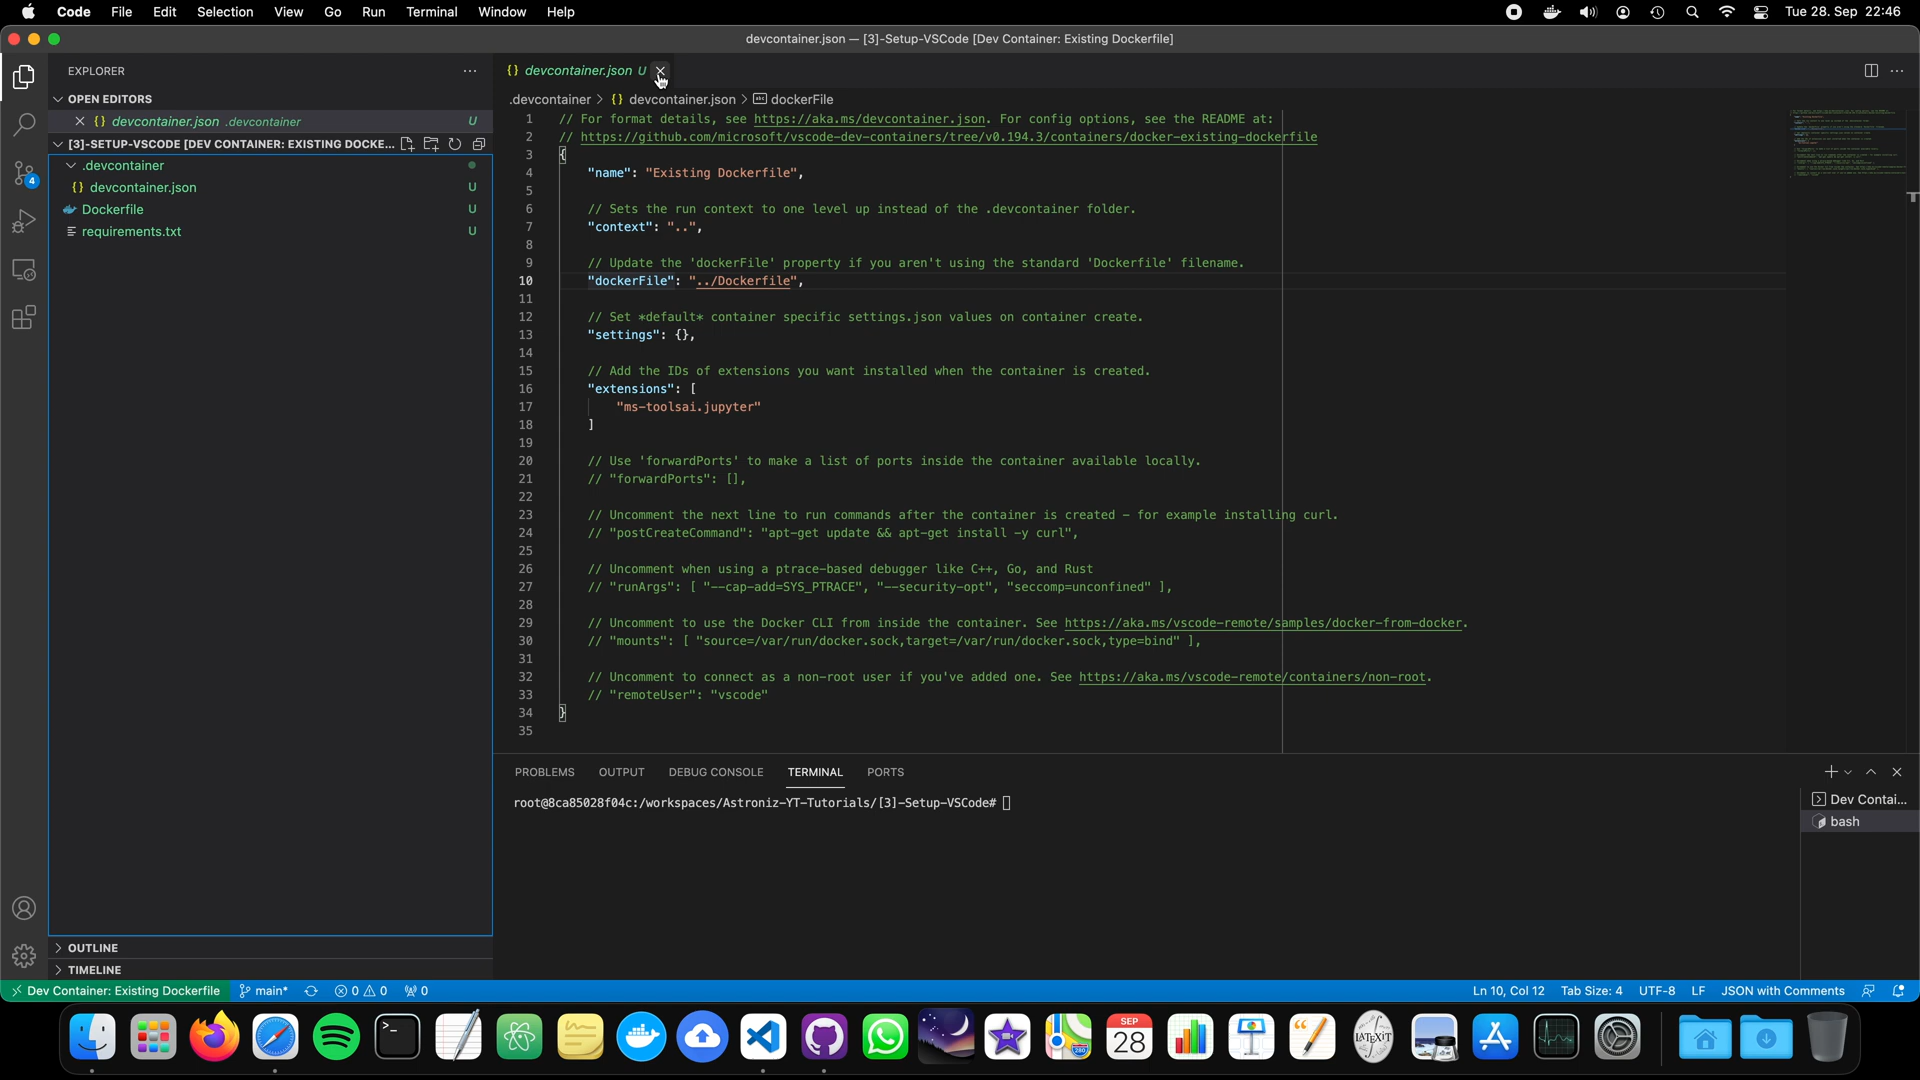 Code File Edit Selection View Go Run Terminal Window Help
Tue 28. Sep 22:46
devcontainer.json — [3]-Setup-VSCode [Dev Container: Existing Dockerfile]
EXPLORER
OPEN EDITORS
{} devcontainer.json .devcontainer U
[3]-SETUP-VSCODE [DEV CONTAINER: EXISTING DOCKE...
.devcontainer
{} devcontainer.json U
Dockerfile U
requirements.txt U
4
OUTLINE
TIMELINE
{} devcontainer.json U
.devcontainer > {} devcontainer.json > dockerFile
1 // For format details, see https://aka.ms/devcontainer.json. For config options, see the README at:
2 // https://github.com/microsoft/vscode-dev-containers/tree/v0.194.3/containers/docker-existing-dockerfile
3 {
4 "name": "Existing Dockerfile",
5
6 // Sets the run context to one level up instead of the .devcontainer folder.
7 "context": "..",
8
9 // Update the 'dockerFile' property if you aren't using the standard 'Dockerfile' filename.
10 "dockerFile": "../Dockerfile",
11
12 // Set *default* container specific settings.json values on container create.
13 "settings": {},
14
15 // Add the IDs of extensions you want installed when the container is created.
16 "extensions": [
17 "ms-toolsai.jupyter"
18 ]
19
20 // Use 'forwardPorts' to make a list of ports inside the container available locally.
21 // "forwardPorts": [],
22
23 // Uncomment the next line to run commands after the container is created - for example installing curl.
24 // "postCreateCommand": "apt-get update && apt-get install -y curl",
25
26 // Uncomment when using a ptrace-based debugger like C++, Go, and Rust
27 // "runArgs": [ "--cap-add=SYS_PTRACE", "--security-opt", "seccomp=unconfined" ],
28
29 // Uncomment to use the Docker CLI from inside the container. See https://aka.ms/vscode-remote/samples/docker-from-docker.
30 // "mounts": [ "source=/var/run/docker.sock,target=/var/run/docker.sock,type=bind" ],
31
32 // Uncomment to connect as a non-root user if you've added one. See https://aka.ms/vscode-remote/containers/non-root.
33 // "remoteUser": "vscode"
34 }
35
PROBLEMS OUTPUT DEBUG CONSOLE TERMINAL PORTS
root@8ca85028f04c:/workspaces/Astroniz-YT-Tutorials/[3]-Setup-VSCode#
Dev Contai...
bash
Dev Container: Existing Dockerfile main* 0 0 0
Ln 10, Col 12 Tab Size: 4 UTF-8 LF JSON with Comments
SEP
28
LATEXIT